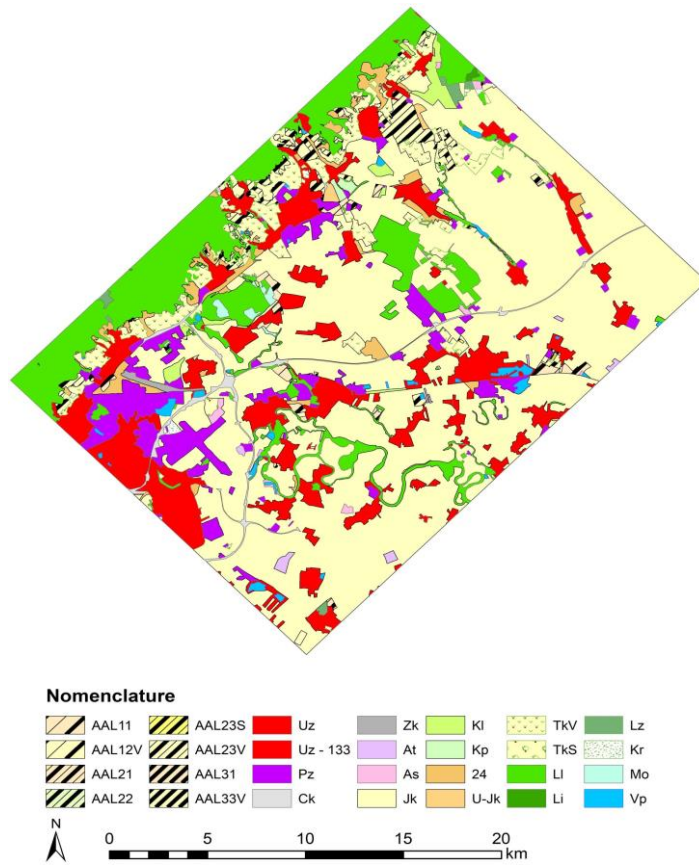 Nomenclature
AAL11 AAL23S Uz Zk Kl TkV Lz
AAL12V AAL23V Uz - 133 At Kp TkS Kr
AAL21 AAL31 Pz As 24 Ll Mo
AAL22 AAL33V Ck Jk U-Jk Li Vp
N
0 5 10 15 20
km